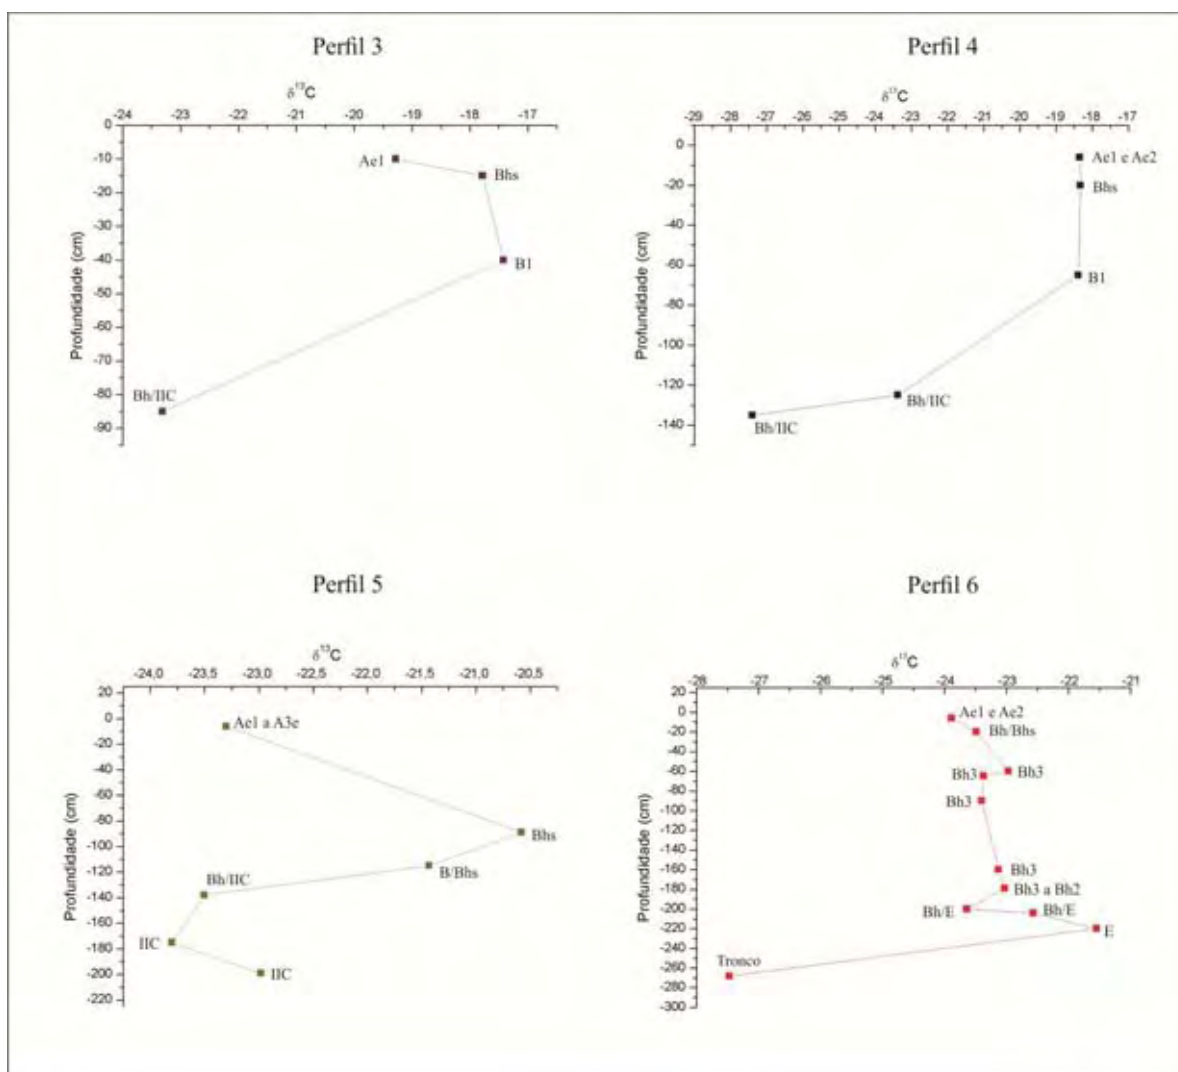 Perfil 3
δ¹³C
-24 -23 -22 -21 -20 -19 -18 -17
0
-10
-20
-30
-40
-50
-60
-70
-80
-90
Profundidade (cm)
Ae1
Bhs
B1
Bh/IIC
Perfil 4
δ¹³C
-29 -28 -27 -26 -25 -24 -23 -22 -21 -20 -19 -18 -17
0
-20
-40
-60
-80
-100
-120
-140
Profundidade (cm)
Ae1 e Ae2
Bhs
B1
Bh/IIC
Bh/IIC
Perfil 5
δ¹³C
-24,0 -23,5 -23,0 -22,5 -22,0 -21,5 -21,0 -20,5
20
0
-20
-40
-60
-80
-100
-120
-140
-160
-180
-200
-220
Profundidade (cm)
Ae1 a A3e
Bhs
B/Bhs
Bh/IIC
IIC
IIC
Perfil 6
δ¹³C
-28 -27 -26 -25 -24 -23 -22 -21
20
0
-20
-40
-60
-80
-100
-120
-140
-160
-180
-200
-220
-240
-260
-280
-300
Profundidade (cm)
Ae1 e Ae2
Bh/Bhs
Bh3
Bh3
Bh3
Bh3
Bh3 a Bh2
Bh/E
Bh/E
E
Tronco